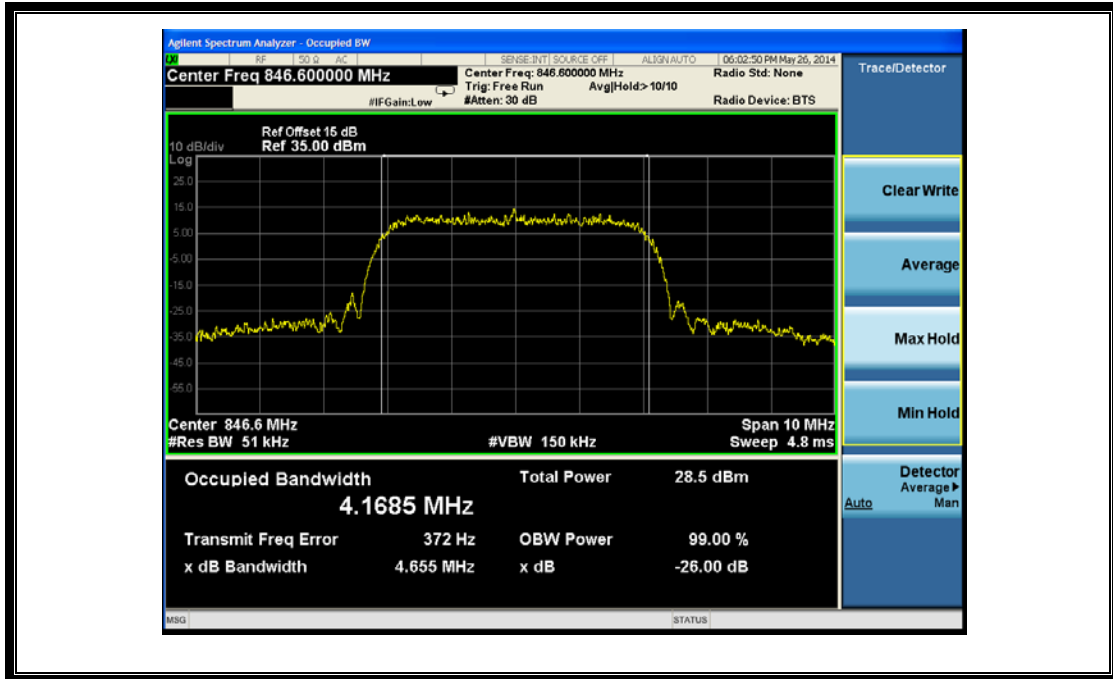 Agilent Spectrum Analyzer - Occupied BW
RF 50 Ω AC SENSE:INT SOURCE OFF ALIGN AUTO 06:02:50 PM May 26, 2014
Center Freq 846.600000 MHz
Center Freq: 846.600000 MHz
Radio Std: None
Trig: Free Run Avg|Hold:> 10/10
#IFGain:Low
#Atten: 30 dB
Radio Device: BTS
Trace/Detector
Ref Offset 15 dB
10 dB/div Ref 35.00 dBm
Log
25.0
15.0
5.00
-5.00
-15.0
-25.0
-35.0
-45.0
-55.0
Center 846.6 MHz
Span 10 MHz
#Res BW 51 kHz
#VBW 150 kHz
Sweep 4.8 ms
Occupied Bandwidth
4.1685 MHz
Total Power 28.5 dBm
Transmit Freq Error 372 Hz
OBW Power 99.00 %
x dB Bandwidth 4.655 MHz
x dB -26.00 dB
Clear Write
Average
Max Hold
Min Hold
Detector
Average
Auto Man
MSG
STATUS